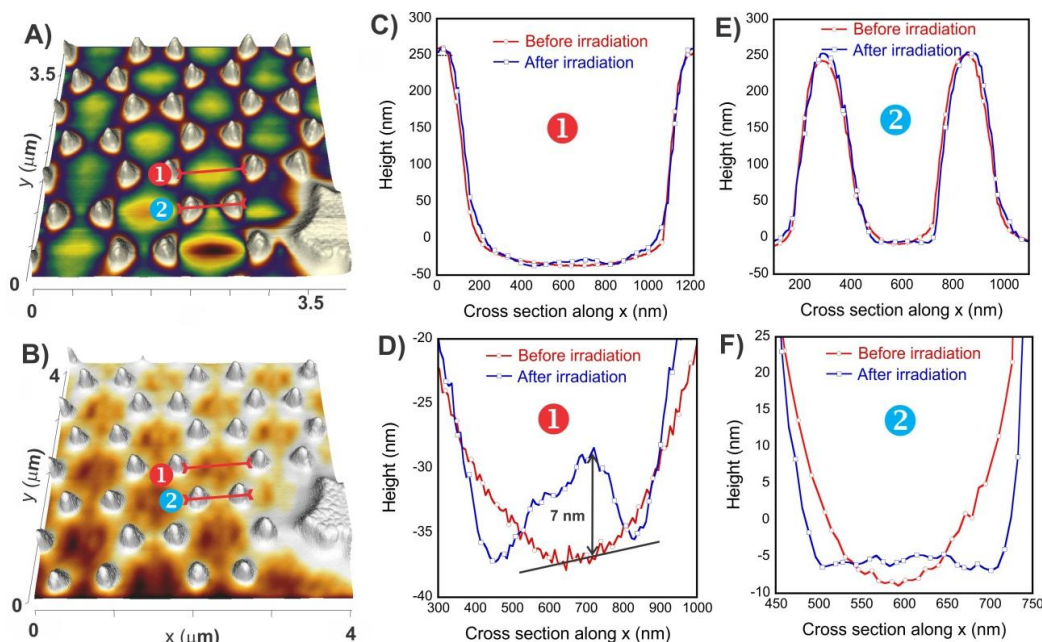 A)
3.5
y (µm)
0
0
3.5
1
2
B)
4
y (µm)
0
0
x (µm)
4
1
2
C)
300
250
200
150
100
50
0
-50
Height (nm)
Before irradiation
After irradiation
1
0
200
400
600
800
1000
1200
Cross section along x (nm)
E)
300
250
200
150
100
50
0
-50
Height (nm)
Before irradiation
After irradiation
2
200
400
600
800
1000
Cross section along x (nm)
D)
-20
-25
-30
-35
-40
Height (nm)
Before irradiation
After irradiation
1
7 nm
300
400
500
600
700
800
900
1000
Cross section along x (nm)
F)
25
20
15
10
5
0
-5
-10
Height (nm)
Before irradiation
After irradiation
2
450
500
550
600
650
700
750
Cross section along x (nm)